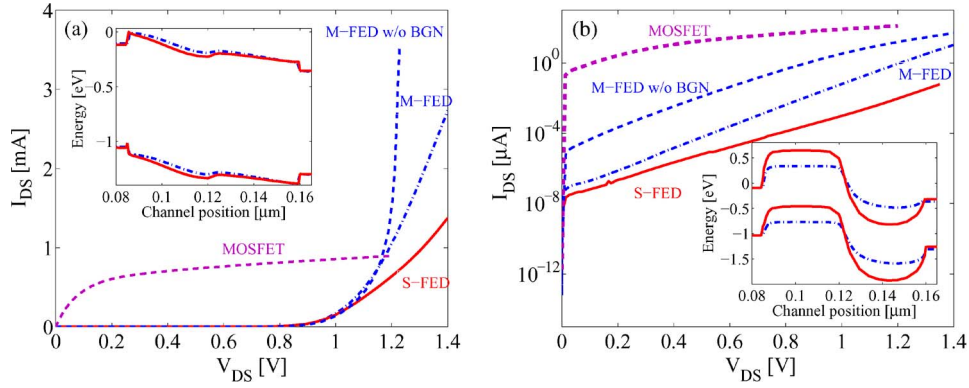 (a)
M-FED w/o BGN
M-FED
MOSFET
S-FED
I_DS [mA]
4
3
2
1
0
0
0.2
0.4
0.6
0.8
1
1.2
1.4
V_DS [V]
Energy [eV]
0
−1
0.08
0.1
0.12
0.14
0.16
Channel position [μm]
(b)
MOSFET
M-FED w/o BGN
M-FED
S-FED
I_DS [μA]
10^0
10^−4
10^−8
10^−12
0
0.2
0.4
0.6
0.8
1
1.2
1.4
V_DS [V]
Energy [eV]
0.5
0
−0.5
−1
−1.5
0.08
0.1
0.12
0.14
0.16
Channel position [μm]